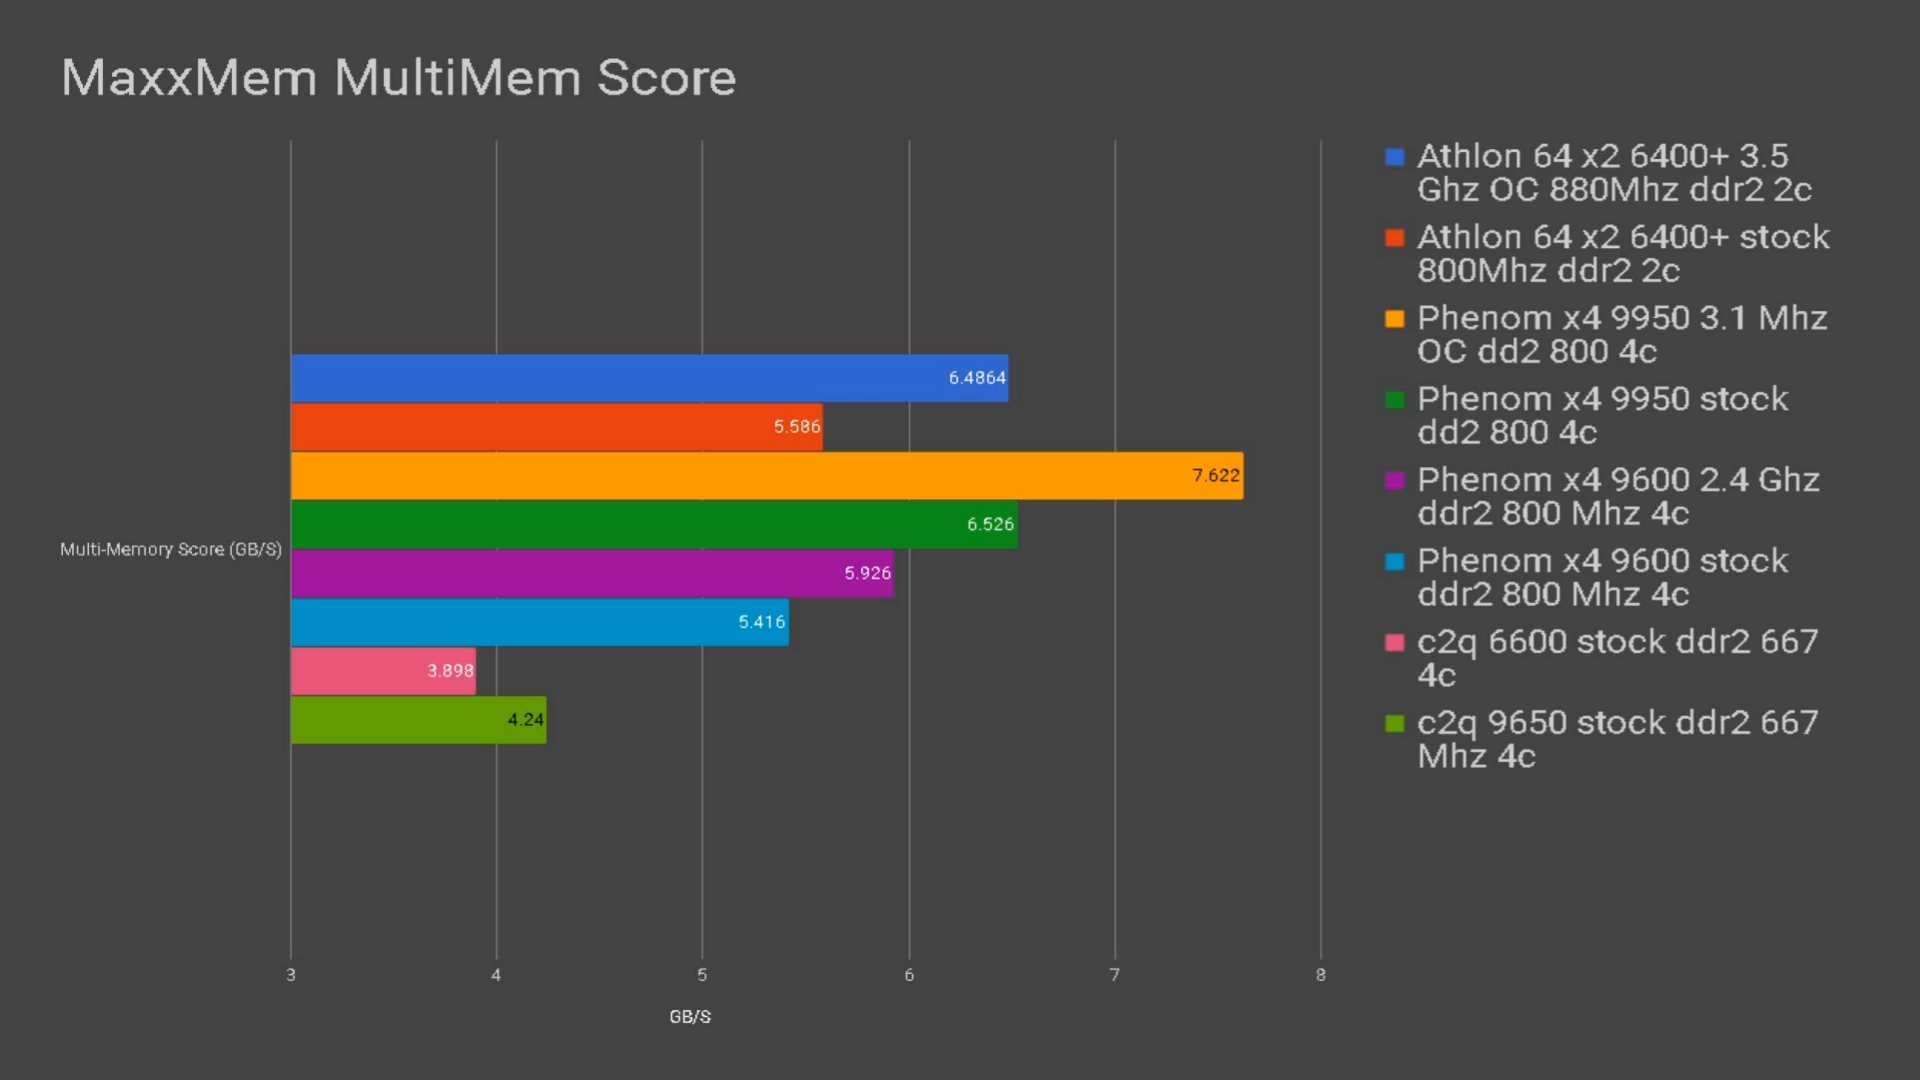 MaxxMem MultiMem Score
Athlon 64 x2 6400+ 3.5
Ghz OC 880Mhz ddr2 2c
Athlon 64 x2 6400+ stock
800Mhz ddr2 2c
Phenom x4 9950 3.1 Mhz
OC dd2 800 4c
Phenom x4 9950 stock
dd2 800 4c
Phenom x4 9600 2.4 Ghz
ddr2 800 Mhz 4c
Phenom x4 9600 stock
ddr2 800 Mhz 4c
c2q 6600 stock ddr2 667
4c
c2q 9650 stock ddr2 667
Mhz 4c
6.4864
5.586
7.622
6.526
Multi-Memory Score (GB/S)
5.926
5.416
3.898
4.24
3 4 5 6 7 8
GB/S